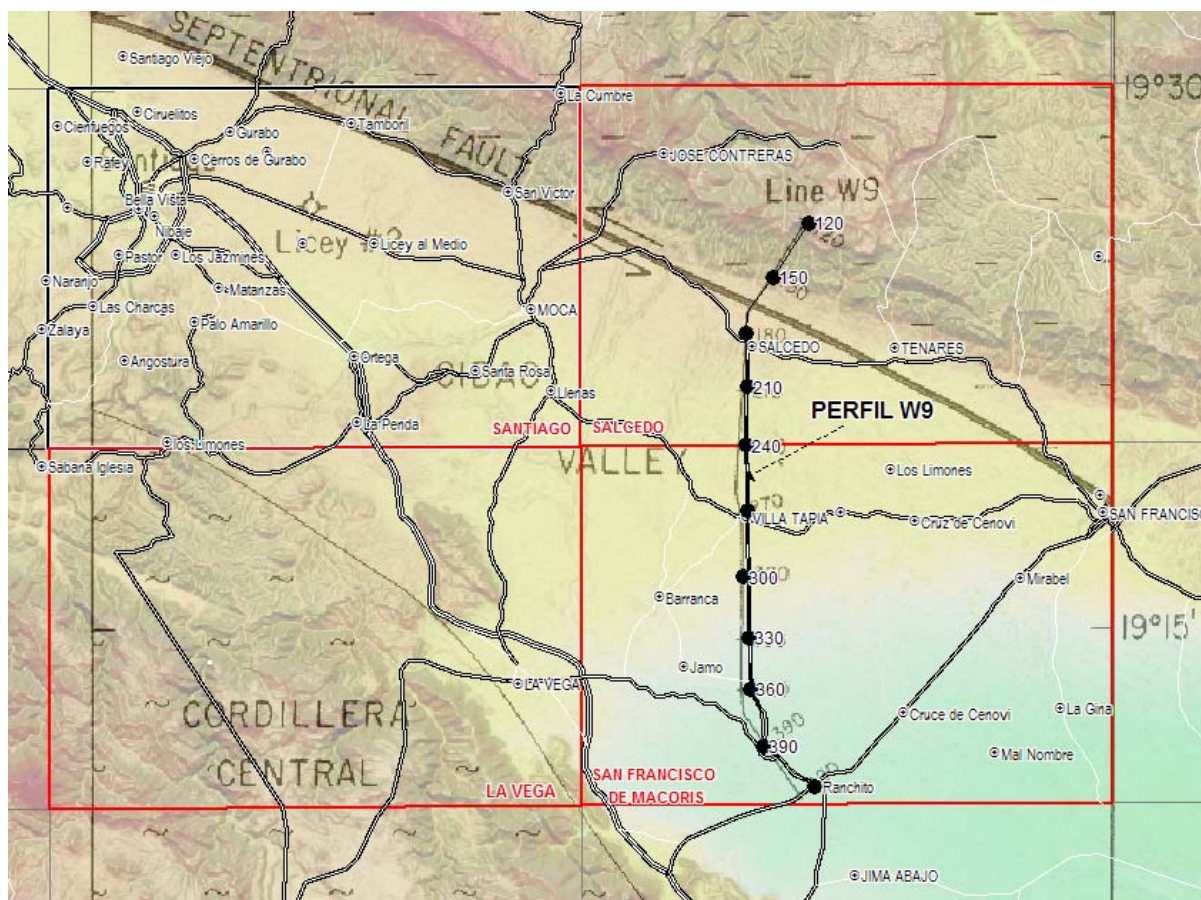 SEPTENTRIONAL FAULT
Santiago Viejo
La Cumbre
19°30
Ciruelitos
Cienfuegos
Tamboril
Gurabo
Rafey
Cerros de Gurabo
JOSE CONTRERAS
Line W9
San Victor
Bella Vista
Nibaje
120
Licey #2
Licey al Medio
Pastor
Los Jazmines
Naranjo
Matanzas
150
Las Charcas
MOCA
Zalaya
Palo Amarillo
180
SALCEDO
TENARES
Angostura
Ortega
Santa Rosa
CIBAO
210
Llenas
PERFIL W9
La Penda
SANTIAGO
SALCEDO
los Limones
240
VALLEY
Sabana Iglesia
Los Limones
270
VILLA TAPIA
Cruz de Cenovi
SAN FRANCISC
300
Mirabel
Barranca
19°15'
330
Jamo
LA VEGA
360
CORDILLERA
CENTRAL
390
Cruce de Cenovi
La Gina
390
Mal Nombre
LA VEGA
SAN FRANCISCO
DE MACORIS
Ranchito
JIMA ABAJO